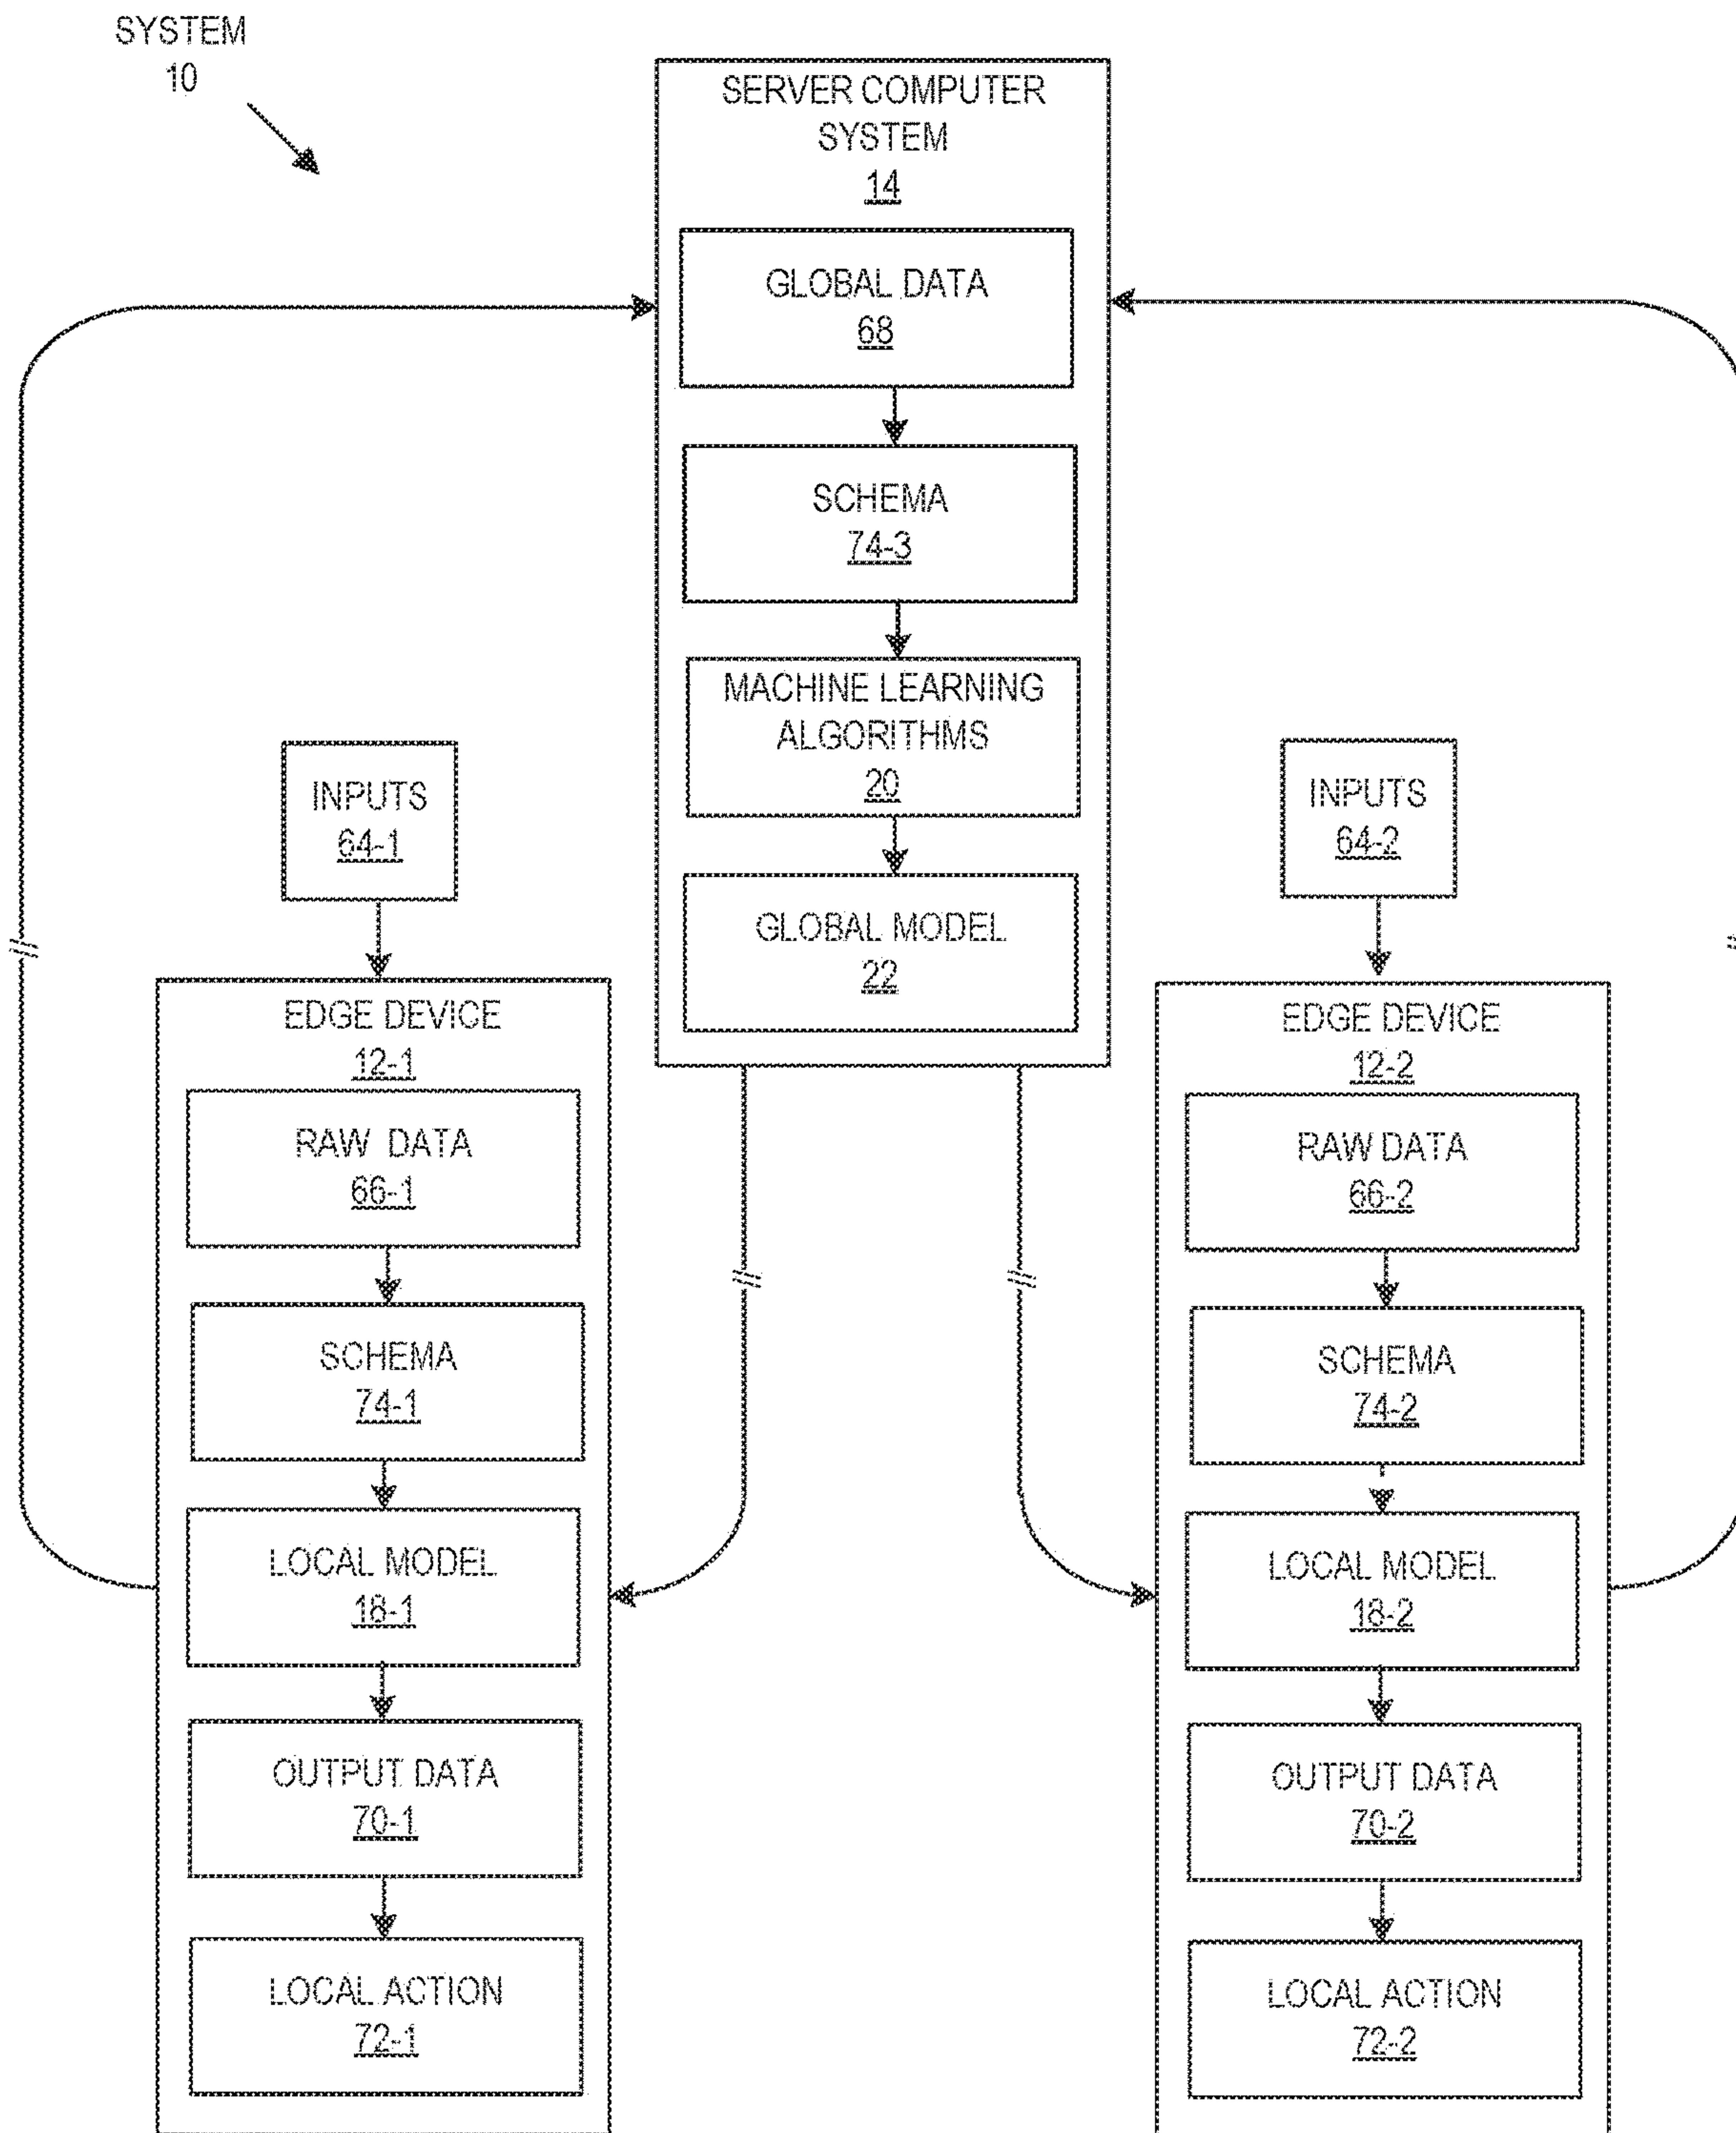 SYSTEM
10
SERVER COMPUTER
SYSTEM
14
GLOBAL DATA
68
SCHEMA
74-3
MACHINE LEARNING
ALGORITHMS
20
GLOBAL MODEL
22
INPUTS
64-1
EDGE DEVICE
12-1
RAW DATA
66-1
SCHEMA
74-1
LOCAL MODEL
18-1
OUTPUT DATA
70-1
LOCAL ACTION
72-1
INPUTS
64-2
EDGE DEVICE
12-2
RAW DATA
66-2
SCHEMA
74-2
LOCAL MODEL
18-2
OUTPUT DATA
70-2
LOCAL ACTION
72-2